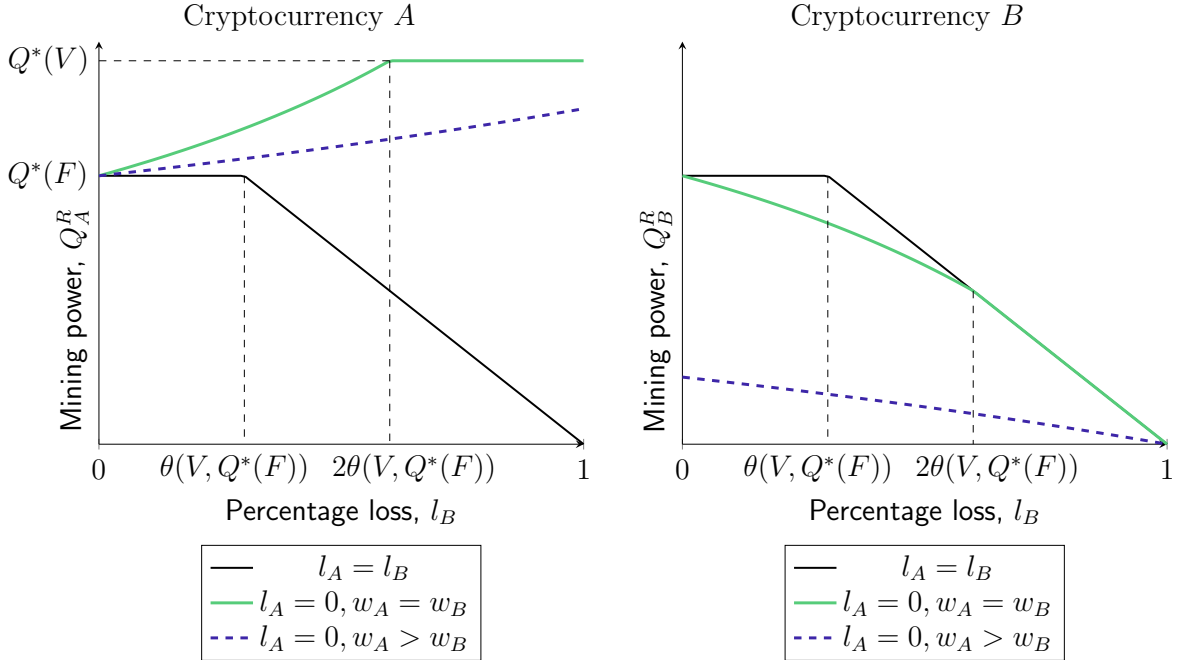 Cryptocurrency A
Q*(V)
Q*(F)
Mining power, Q_A^R
0
θ(V, Q*(F))
2θ(V, Q*(F))
1
Percentage loss, l_B
l_A = l_B
l_A = 0, w_A = w_B
l_A = 0, w_A > w_B
Cryptocurrency B
Mining power, Q_B^R
0
θ(V, Q*(F))
2θ(V, Q*(F))
1
Percentage loss, l_B
l_A = l_B
l_A = 0, w_A = w_B
l_A = 0, w_A > w_B